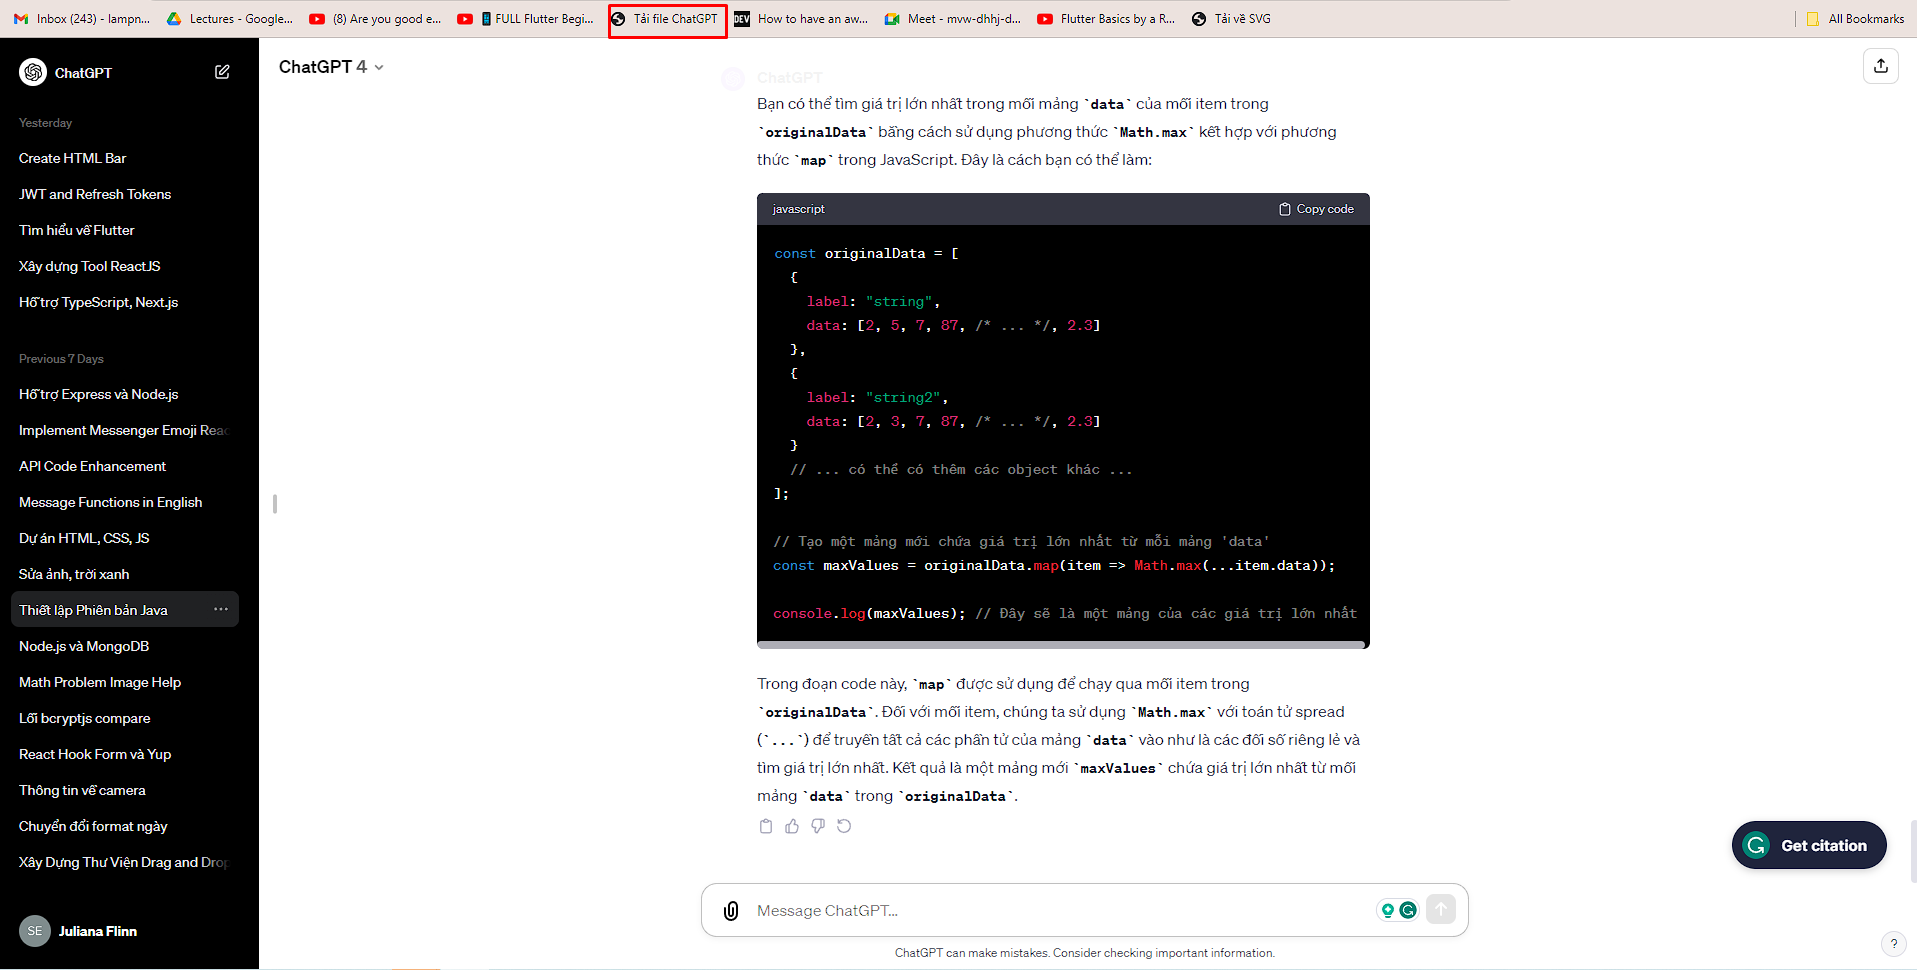 Inbox (243) - lampn...
Lectures - Google...
(8) Are you good e...
FULL Flutter Begi...
Tải file ChatGPT
DEV
How to have an aw...
Meet - mvw-dhhj-d...
Flutter Basics by a R...
Tải về SVG
All Bookmarks
ChatGPT
Yesterday
Create HTML Bar
JWT and Refresh Tokens
Tìm hiểu về Flutter
Xây dựng Tool ReactJS
Hỗ trợ TypeScript, Next.js
Previous 7 Days
Hỗ trợ Express và Node.js
Implement Messenger Emoji Reac
API Code Enhancement
Message Functions in English
Dự án HTML, CSS, JS
Sửa ảnh, trời xanh
Thiết lập Phiên bản Java
Node.js và MongoDB
Math Problem Image Help
Lỗi bcryptjs compare
React Hook Form và Yup
Thông tin về camera
Chuyển đổi format ngày
Xây Dựng Thư Viện Drag and Drop
SE
Juliana Flinn
ChatGPT 4
ChatGPT
Bạn có thể tìm giá trị lớn nhất trong mỗi mảng `data` của mỗi item trong
`originalData` bằng cách sử dụng phương thức `Math.max` kết hợp với phương
thức `map` trong JavaScript. Đây là cách bạn có thể làm:
javascript
Copy code
const originalData = [
{
label: "string",
data: [2, 5, 7, 87, /* ... */, 2.3]
},
{
label: "string2",
data: [2, 3, 7, 87, /* ... */, 2.3]
}
// ... có thể có thêm các object khác ...
];
// Tạo một mảng mới chứa giá trị lớn nhất từ mỗi mảng 'data'
const maxValues = originalData.map(item => Math.max(...item.data));
console.log(maxValues); // Đây sẽ là một mảng của các giá trị lớn nhất
Trong đoạn code này, `map` được sử dụng để chạy qua mỗi item trong
`originalData`. Đối với mỗi item, chúng ta sử dụng `Math.max` với toán tử spread
(`...`) để truyền tất cả các phần tử của mảng `data` vào như là các đối số riêng lẻ và
tìm giá trị lớn nhất. Kết quả là một mảng mới `maxValues` chứa giá trị lớn nhất từ mỗi
mảng `data` trong `originalData`.
Get citation
Message ChatGPT...
ChatGPT can make mistakes. Consider checking important information.
?